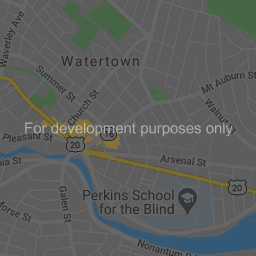 Waverley Ave
Watertown
Summer St
Church St
Mt Auburn St
Walnut
For development purposes only
16
Pleasant St
20
Arsenal St
20
Galen St
Perkins School
for the Blind
Morse St
Nonantum